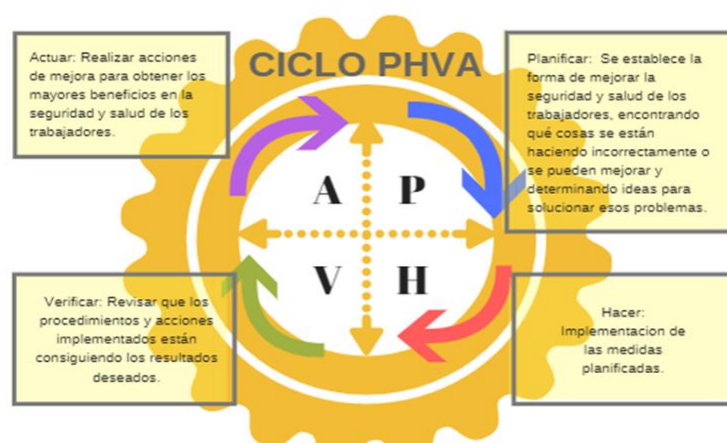 CICLO PHVA
Actuar: Realizar acciones
de mejora para obtener los
mayores beneficios en la
seguridad y salud de los
trabajadores.
Planificar: Se establece la
forma de mejorar la
seguridad y salud de los
trabajadores, encontrando
qué cosas se están
haciendo incorrectamente o
se pueden mejorar y
determinando ideas para
solucionar esos problemas.
A P
V H
Verificar: Revisar que los
procedimientos y acciones
implementados están
consiguiendo los resultados
deseados.
Hacer:
Implementacion de
las medidas
planificadas.